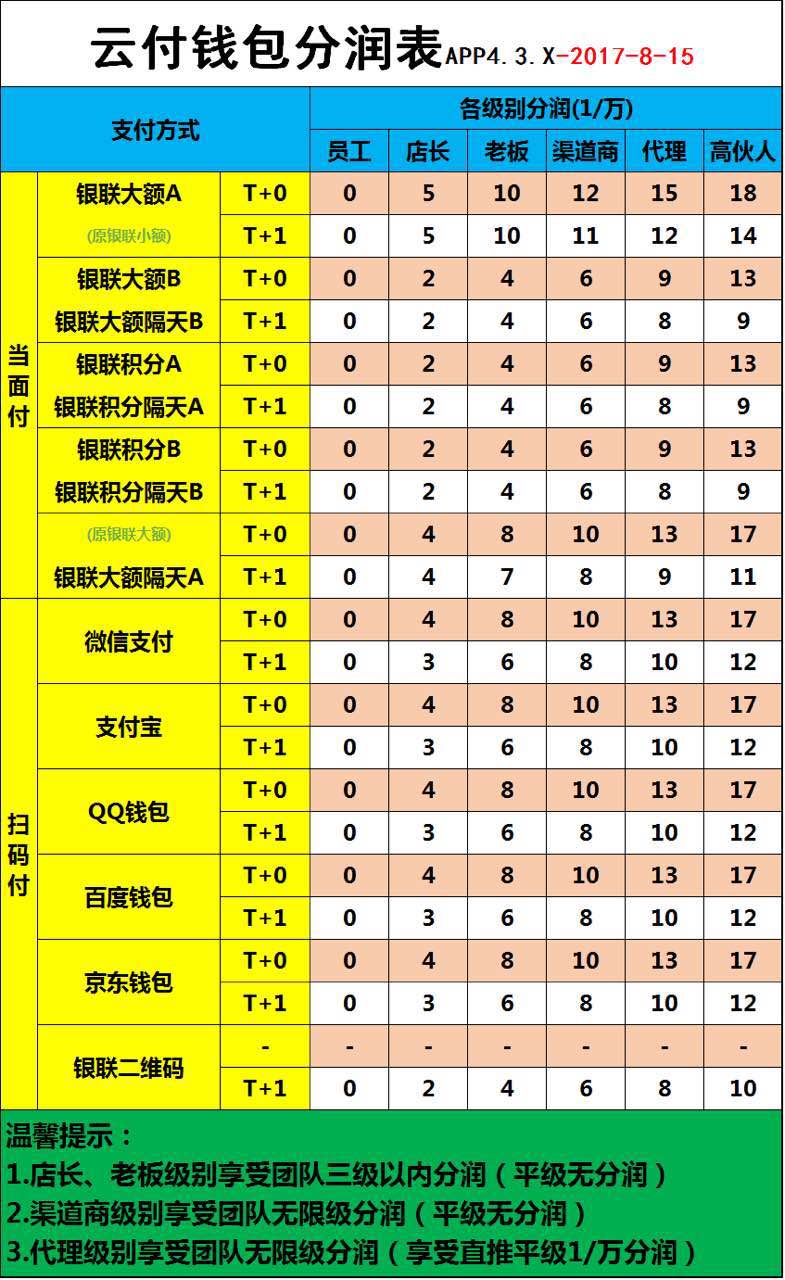 云付钱包分润表APP4.3.X-2017-8-15
支付方式 各级别分润(1/万)
员工 店长 老板 渠道商 代理 高伙人
当面付
银联大额A T+0 0 5 10 12 15 18
(原银联小额) T+1 0 5 10 11 12 14
银联大额B T+0 0 2 4 6 9 13
银联大额隔天B T+1 0 2 4 6 8 9
银联积分A T+0 0 2 4 6 9 13
银联积分隔天A T+1 0 2 4 6 8 9
银联积分B T+0 0 2 4 6 9 13
银联积分隔天B T+1 0 2 4 6 8 9
(原银联大额) T+0 0 4 8 10 13 17
银联大额隔天A T+1 0 4 7 8 9 11
扫码付
微信支付 T+0 0 4 8 10 13 17
T+1 0 3 6 8 10 12
支付宝 T+0 0 4 8 10 13 17
T+1 0 3 6 8 10 12
QQ钱包 T+0 0 4 8 10 13 17
T+1 0 3 6 8 10 12
百度钱包 T+0 0 4 8 10 13 17
T+1 0 3 6 8 10 12
京东钱包 T+0 0 4 8 10 13 17
T+1 0 3 6 8 10 12
银联二维码 - - - - - - -
T+1 0 2 4 6 8 10
温馨提示：
1.店长、老板级别享受团队三级以内分润（平级无分润）
2.渠道商级别享受团队无限级分润（平级无分润）
3.代理级别享受团队无限级分润（享受直推平级1/万分润）